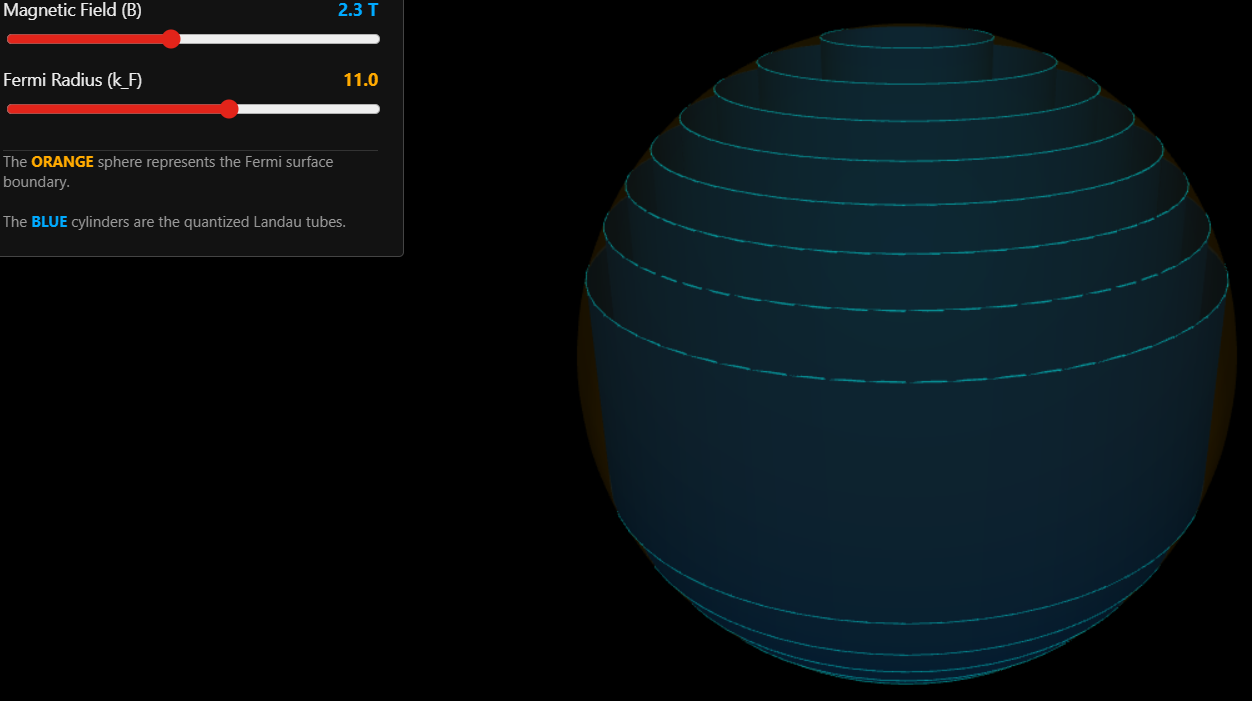 Magnetic Field (B) 2.3 T
Fermi Radius (k_F) 11.0
The ORANGE sphere represents the Fermi surface
boundary.
The BLUE cylinders are the quantized Landau tubes.